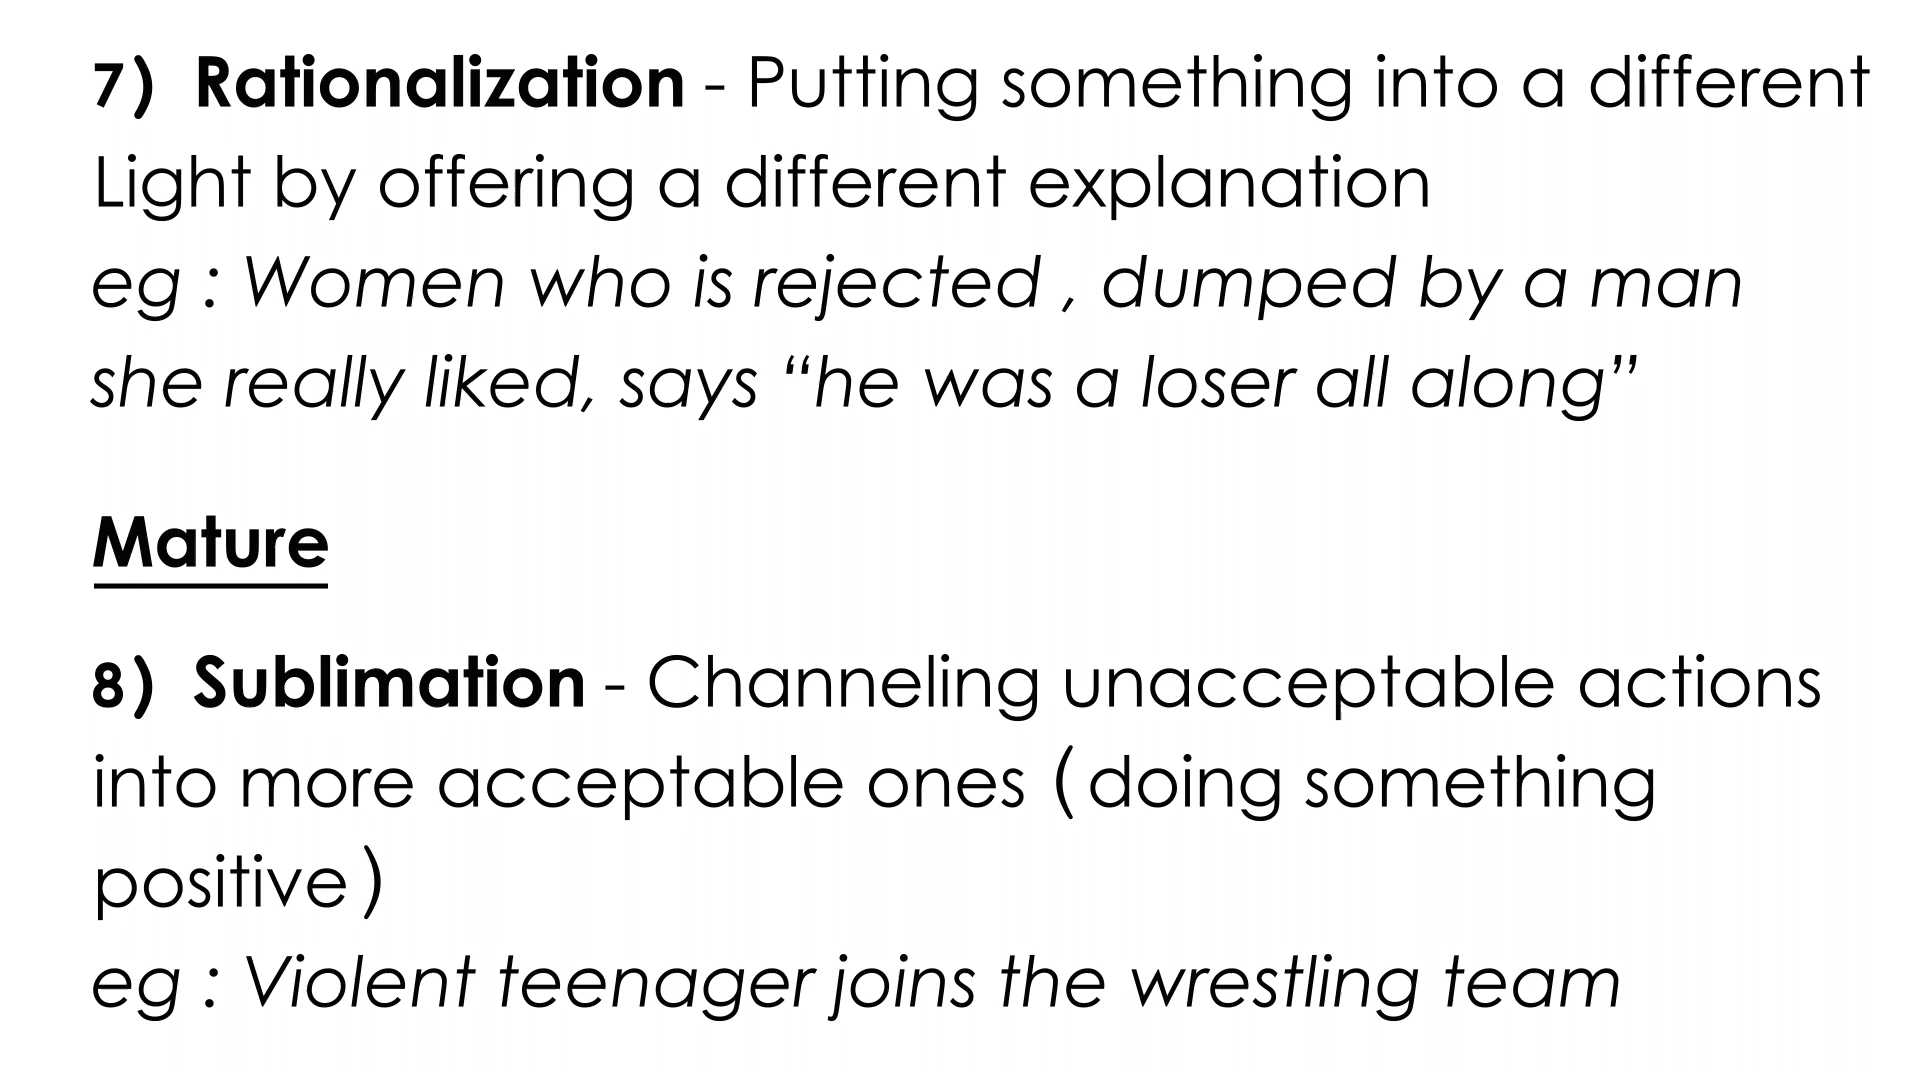 7) Rationalization - Putting something into a different
Light by offering a different explanation
eg : Women who is rejected , dumped by a man
she really liked, says “he was a loser all along”
Mature
8) Sublimation - Channeling unacceptable actions
into more acceptable ones (doing something
positive)
eg : Violent teenager joins the wrestling team